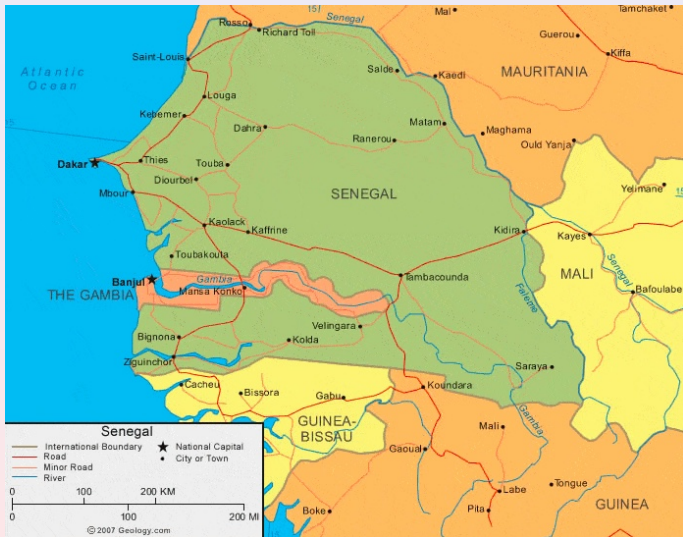 151
Senegal
Mal
Tamchaket
Rosso
Richard Toll
Guerou
Kiffa
Saint-Louis
Salde
Kaedi
MAURITANIA
Atlantic
Ocean
Louga
Kebemer
Dahra
Matam
Maghama
Ranerou
Ould Yanja
Dakar
Thies
Touba
Diourbel
Yelimane
15
Mbour
SENEGAL
Kaolack
Kaffrine
Kidira
Kayes
Toubakouta
MALI
Senegal
Banjul
Gambia
Tambacounda
THE GAMBIA
Mansa Konko
Faleme
Bafoulabe
Velingara
Bignona
Kolda
Ziguinchor
Saraya
Cacheu
Bissora
Gabu
Koundara
GUINEA-
BISSAU
Gambia
Mali
Gaoual
Labe
Tongue
GUINEA
Pita
Boke
Senegal
International Boundary
National Capital
Road
City or Town
Minor Road
River
0 100 200 KM
0 100 200 MI
©2007 Geology.com